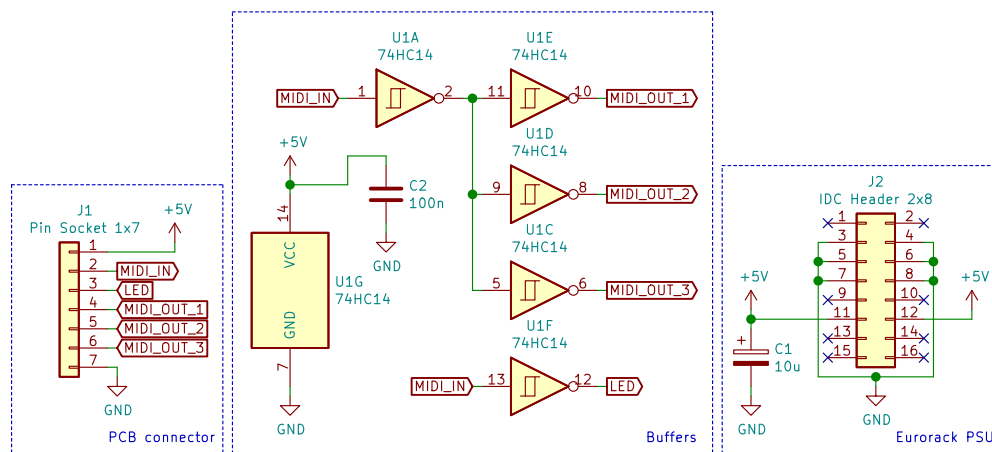 J1
Pin Socket 1x7
+5V
1
2 MIDI_IN
3 LED
4 MIDI_OUT_1
5 MIDI_OUT_2
6 MIDI_OUT_3
7
GND
PCB connector
U1A
74HC14
MIDI_IN 1 2
U1E
74HC14
11 10 MIDI_OUT_1
U1D
74HC14
9 8 MIDI_OUT_2
U1C
74HC14
5 6 MIDI_OUT_3
U1F
74HC14
MIDI_IN 13 12 LED
+5V
14
VCC
GND
7
U1G
74HC14
GND
C2
100n
GND
Buffers
J2
IDC Header 2x8
1 2
3 4
5 6
7 8
9 10
11 12
13 14
15 16
+5V
+5V
+
C1
10u
GND
GND
Eurorack PSU